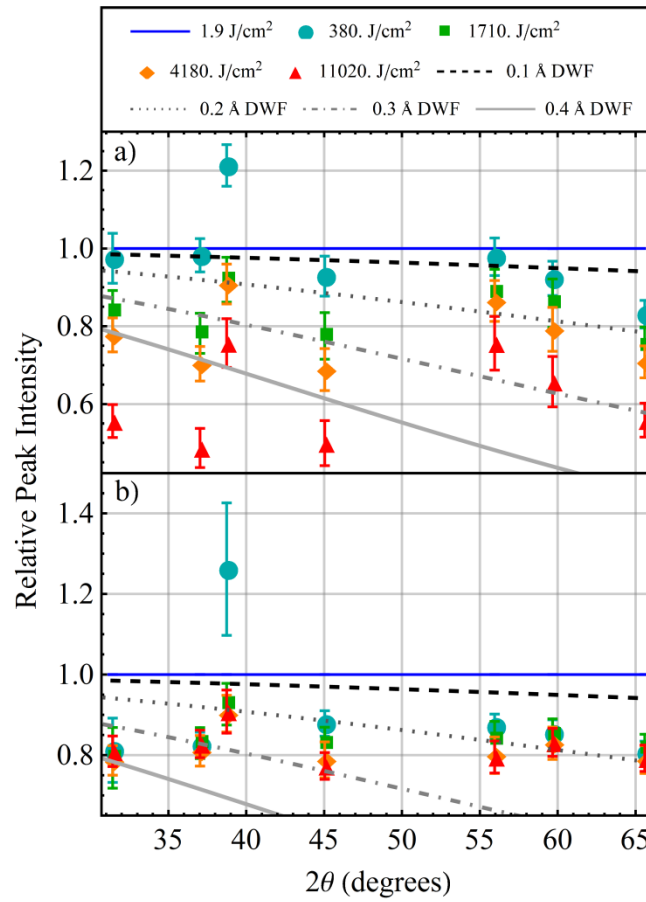 1.9 J/cm² 380. J/cm² 1710. J/cm²
4180. J/cm² 11020. J/cm² 0.1 Å DWF
0.2 Å DWF 0.3 Å DWF 0.4 Å DWF
a)
1.2
1.0
0.8
0.6
Relative Peak Intensity
b)
1.4
1.2
1.0
0.8
35 40 45 50 55 60 65
2θ (degrees)